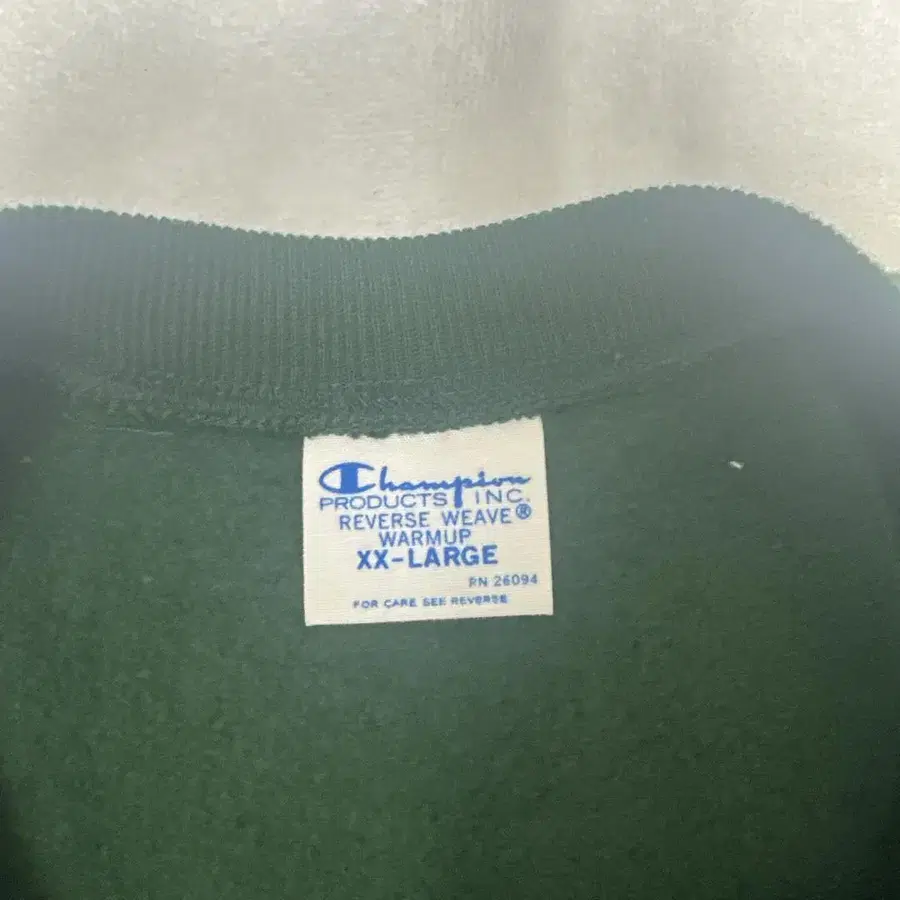 Champion
PRODUCTS INC.
REVERSE WEAVE®
WARMUP
XX-LARGE
RN 26094
FOR CARE SEE REVERSE